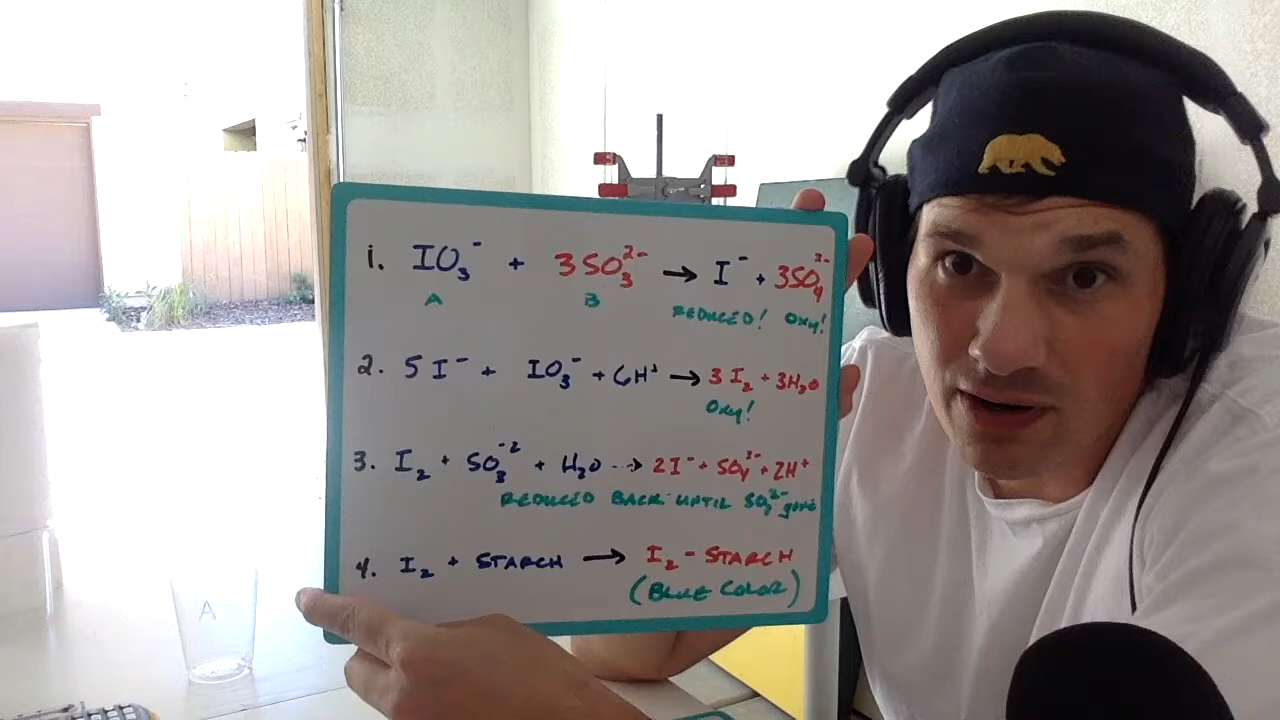 1. IO₃⁻ + 3SO₃²⁻ → I⁻ + 3SO₄²⁻
A B REDUCED! OXY!
2. 5I⁻ + IO₃⁻ + 6H⁺ → 3I₂ + 3H₂O
OXY!
3. I₂ + SO₃⁻² + H₂O → 2I⁻ + SO₄²⁻ + 2H⁺
REDUCED BACK UNTIL SO₃²⁻ gone
4. I₂ + STARCH → I₂ - STARCH
(BLUE COLOR)
A